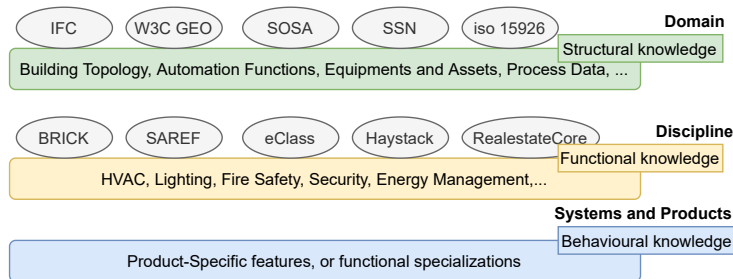 Domain
IFC W3C GEO SOSA SSN iso 15926
Structural knowledge
Building Topology, Automation Functions, Equipments and Assets, Process Data, ...
Discipline
BRICK SAREF eClass Haystack RealestateCore
Functional knowledge
HVAC, Lighting, Fire Safety, Security, Energy Management,...
Systems and Products
Behavioural knowledge
Product-Specific features, or functional specializations